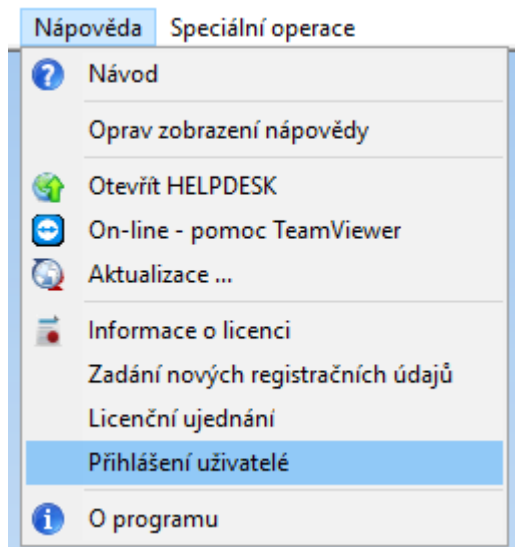 Nápověda Speciální operace
Návod
Oprav zobrazení nápovědy
Otevřít HELPDESK
On-line - pomoc TeamViewer
Aktualizace ...
Informace o licenci
Zadání nových registračních údajů
Licenční ujednání
Přihlášení uživatelé
O programu